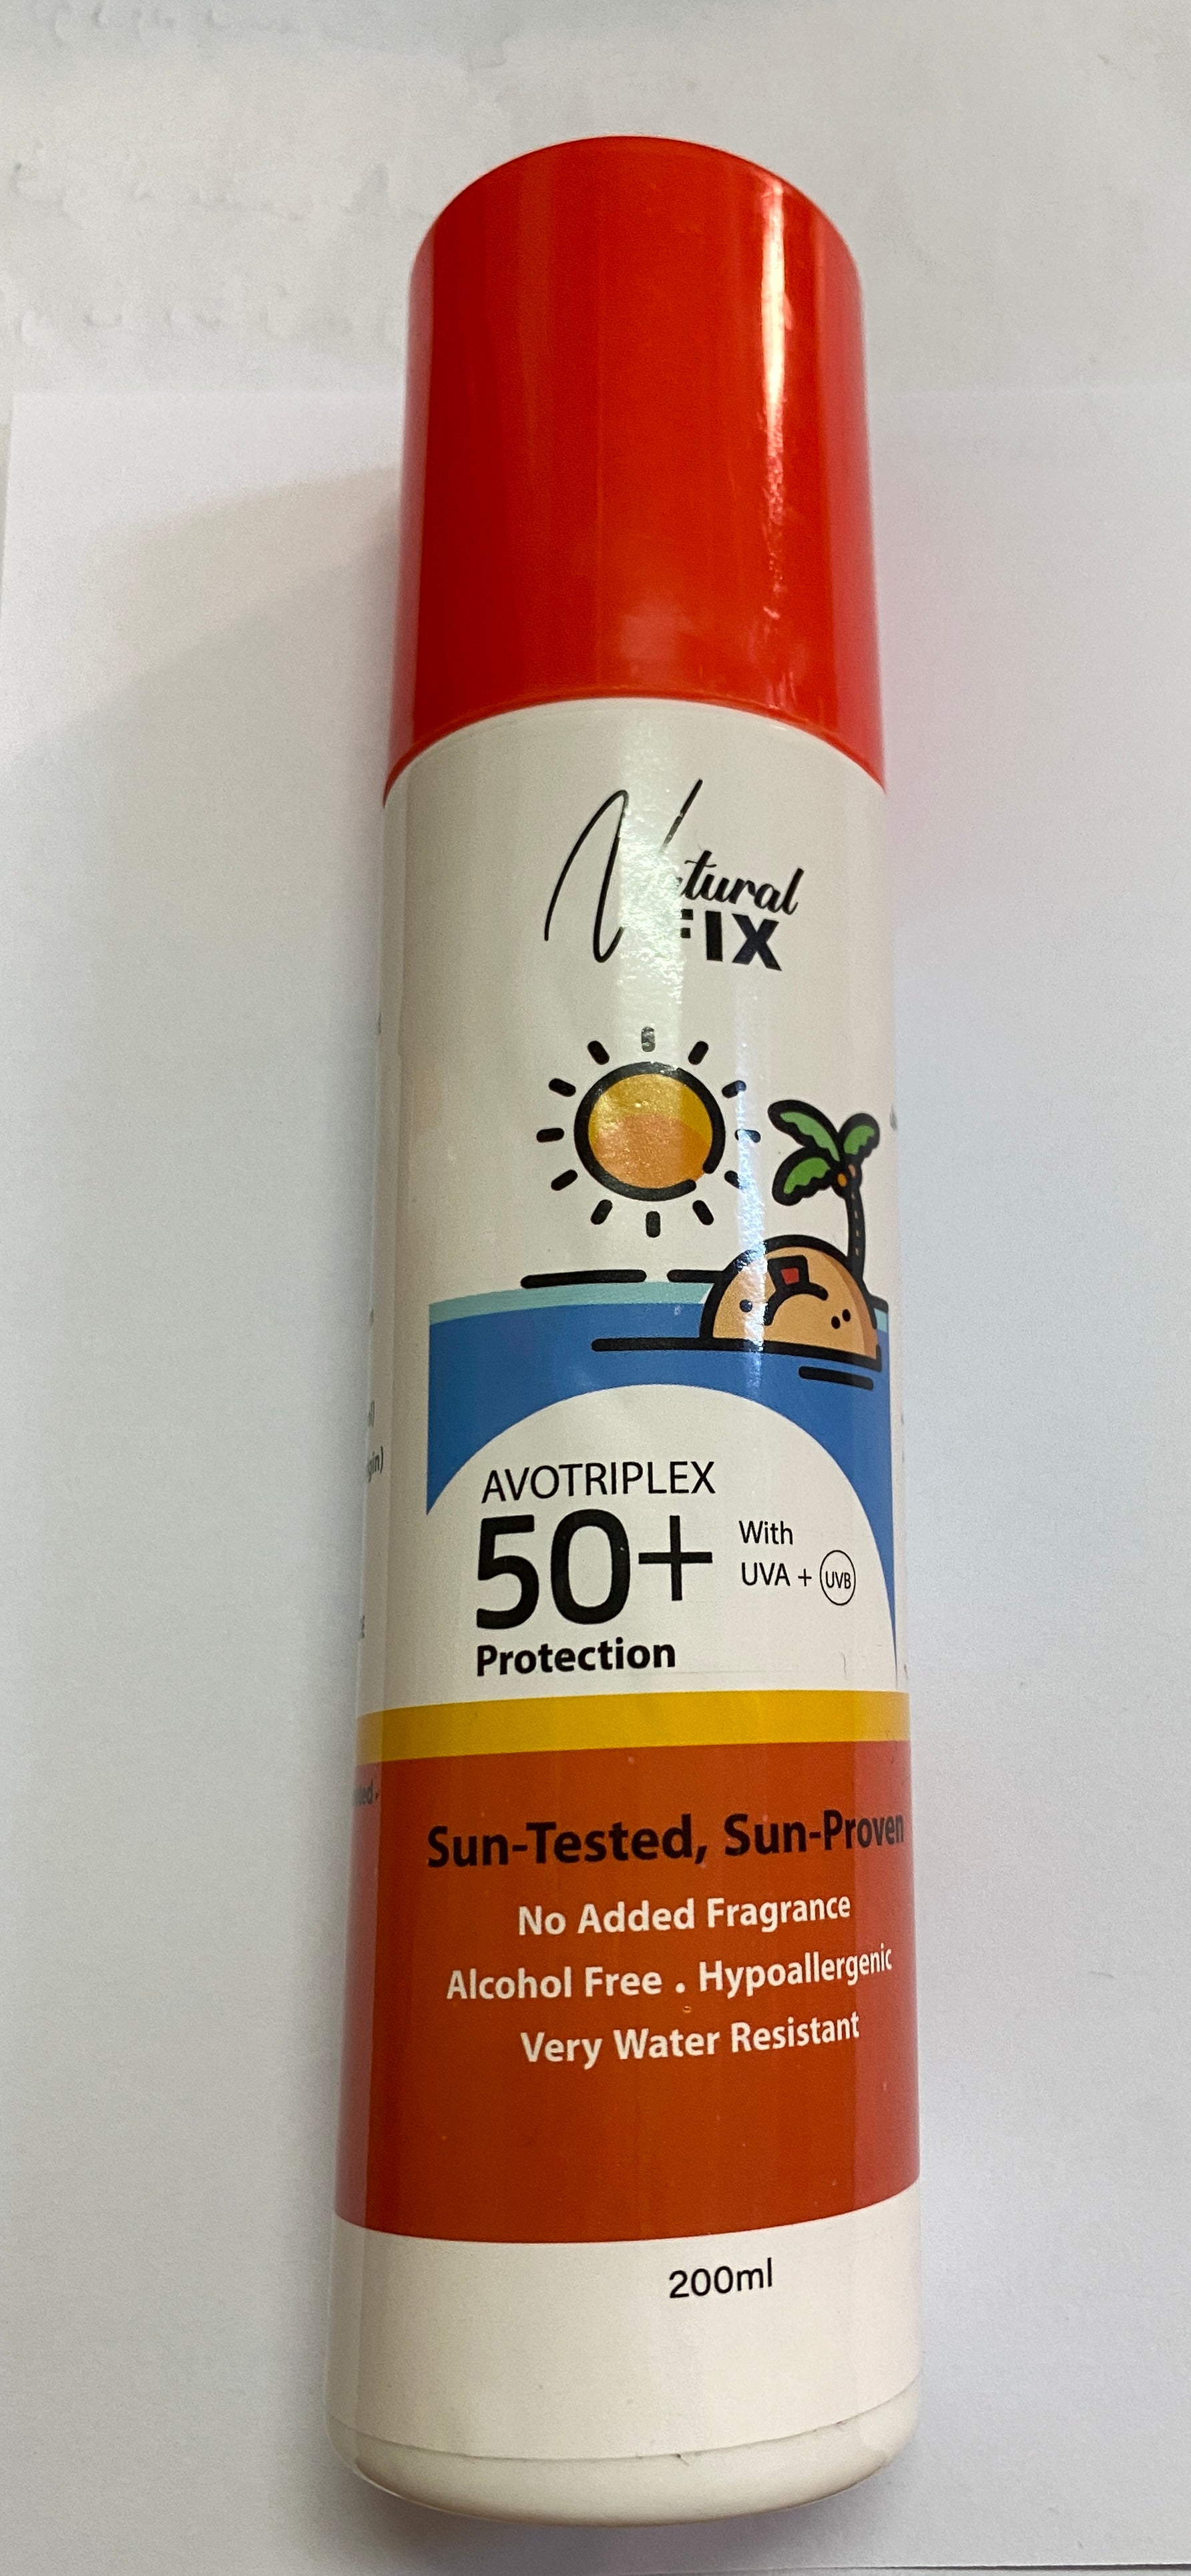 Natural
FIX
AVOTRIPLEX
50+
With
UVA + UVB
Protection
Sun-Tested, Sun-Proven
No Added Fragrance
Alcohol Free . Hypoallergenic
Very Water Resistant
200ml